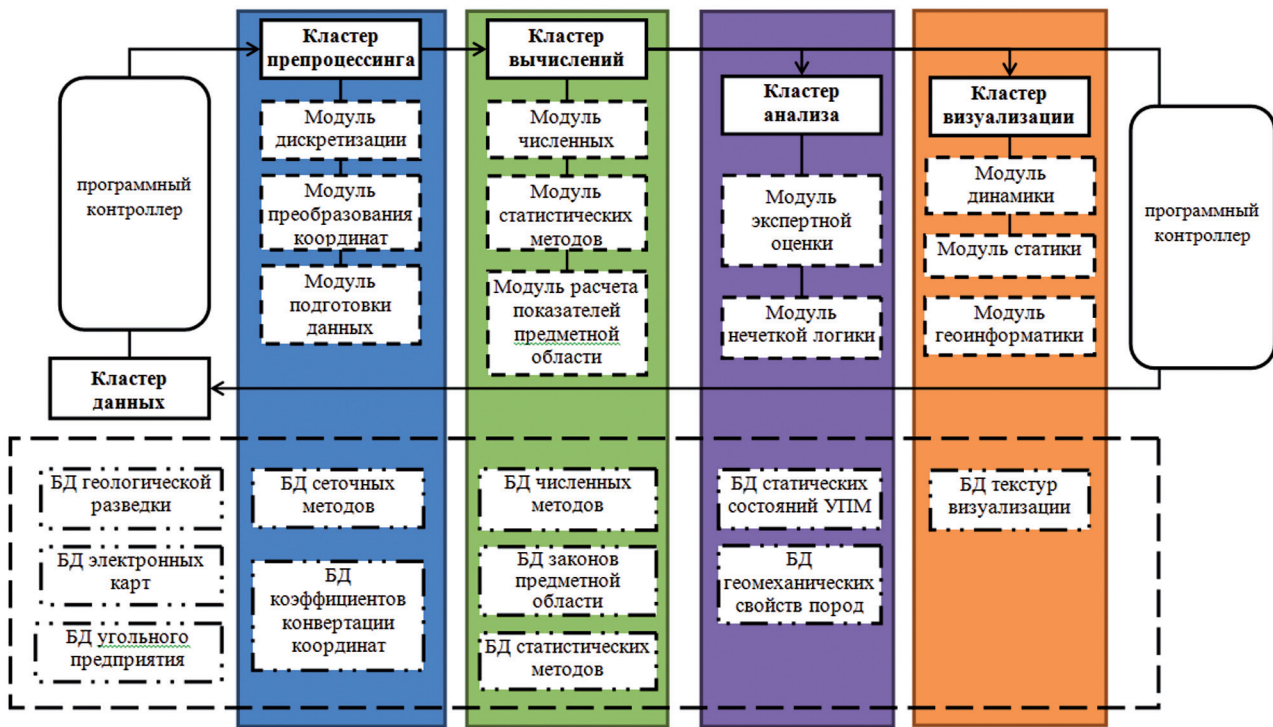 Кластер
препроцессинга
Кластер
вычислений
Кластер
анализа
Кластер
визуализации
программный
контроллер
Модуль
дискретизации
Модуль
преобразования
координат
Модуль
подготовки
данных
Модуль
численных
Модуль
статистических
методов
Модуль расчета
показателей
предметной
области
Модуль
экспертной
оценки
Модуль
нечеткой логики
Модуль
динамики
Модуль статики
Модуль
геоинформатики
программный
контроллер
Кластер
данных
БД геологической
разведки
БД электронных
карт
БД угольного
предприятия
БД сеточных
методов
БД
коэффициентов
конвертации
координат
БД численных
методов
БД законов
предметной
области
БД статистических
методов
БД статических
состояний УПМ
БД
геомеханических
свойств пород
БД текстур
визуализации